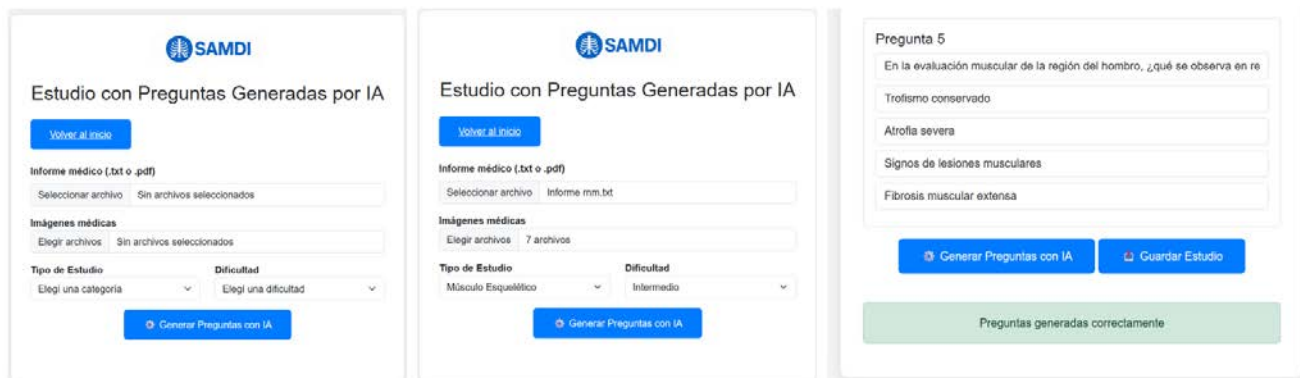 SAMDI
Estudio con Preguntas Generadas por IA
Volver al inicio
Informe médico (.txt o .pdf)
Seleccionar archivo Sin archivos seleccionados
Imágenes médicas
Elegir archivos Sin archivos seleccionados
Tipo de Estudio Dificultad
Elegi una categoria Elegi una dificultad
Generar Preguntas con IA
SAMDI
Estudio con Preguntas Generadas por IA
Volver al inicio
Informe médico (.txt o .pdf)
Seleccionar archivo Informe mm.txt
Imágenes médicas
Elegir archivos 7 archivos
Tipo de Estudio Dificultad
Músculo Esquelético Intermedio
Generar Preguntas con IA
Pregunta 5
En la evaluación muscular de la región del hombro, ¿qué se observa en re
Trofismo conservado
Atrofia severa
Signos de lesiones musculares
Fibrosis muscular extensa
Generar Preguntas con IA Guardar Estudio
Preguntas generadas correctamente